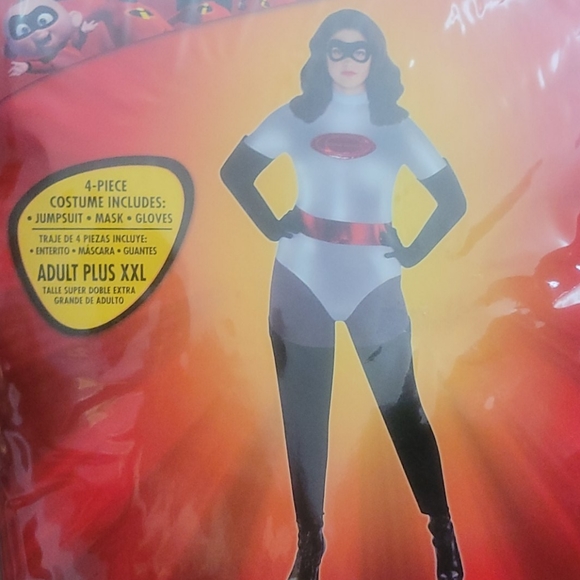 4-PIECE
COSTUME INCLUDES:
• JUMPSUIT • MASK • GLOVES
TRAJE DE 4 PIEZAS INCLUYE:
• ENTERITO • MÁSCARA • GUANTES
ADULT PLUS XXL
TALLE SUPER DOBLE EXTRA
GRANDE DE ADULTO